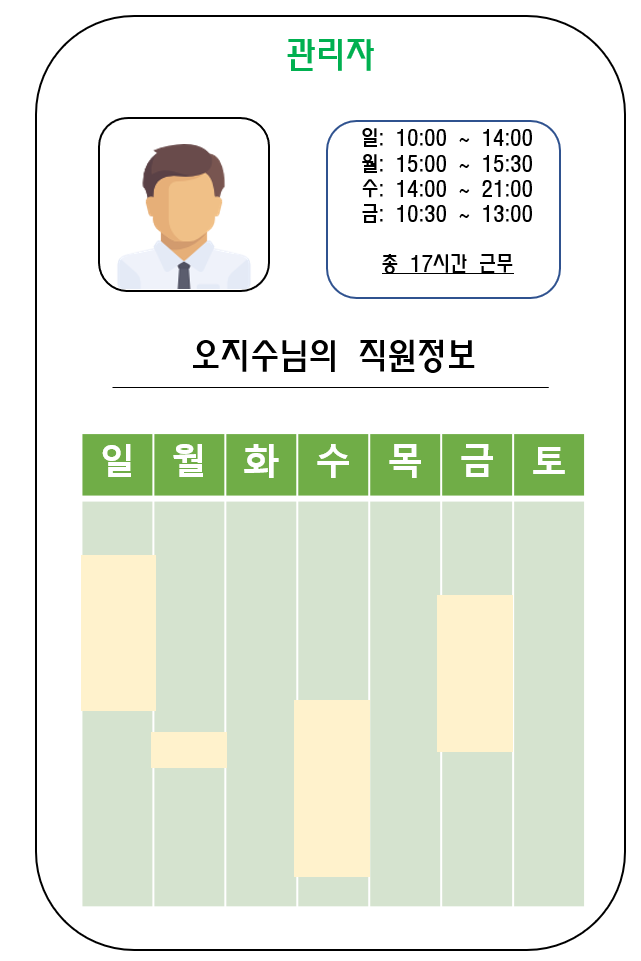 관리자
일: 10:00 ~ 14:00
월: 15:00 ~ 15:30
수: 14:00 ~ 21:00
금: 10:30 ~ 13:00
총 17시간 근무
오지수님의 직원정보
일 월 화 수 목 금 토